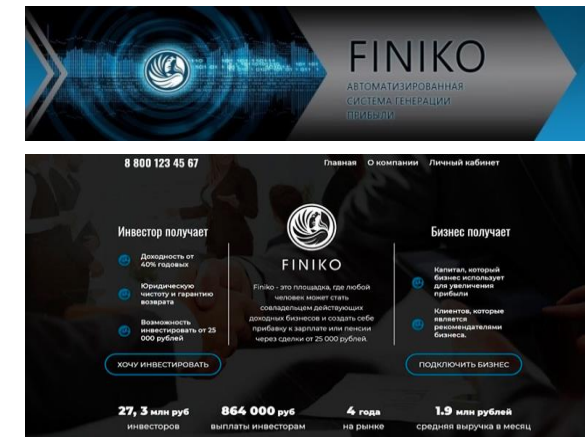 FINIKO
АВТОМАТИЗИРОВАННАЯ
СИСТЕМА ГЕНЕРАЦИИ
ПРИБЫЛИ
8 800 123 45 67
Главная О компании Личный кабинет
Инвестор получает
Доходность от
40% годовых
Юридическую
чистоту и гарантию
возврата
Возможность
инвестировать от 25
000 рублей
ХОЧУ ИНВЕСТИРОВАТЬ
FINIKO
Finiko - это площадка, где любой
человек может стать
совладельцем действующих
доходных бизнесов и создать себе
прибавку к зарплате или пенсии
через сделки от 25 000 рублей.
Бизнес получает
Капитал, который
бизнес использует
для увеличения
прибыли
Клиентов, которые
является
рекомендателями
бизнеса.
ПОДКЛЮЧИТЬ БИЗНЕС
27, 3 млн руб
инвесторов
864 000 руб
выплаты инвесторам
4 года
на рынке
1.9 млн рублей
средняя выручка в месяц